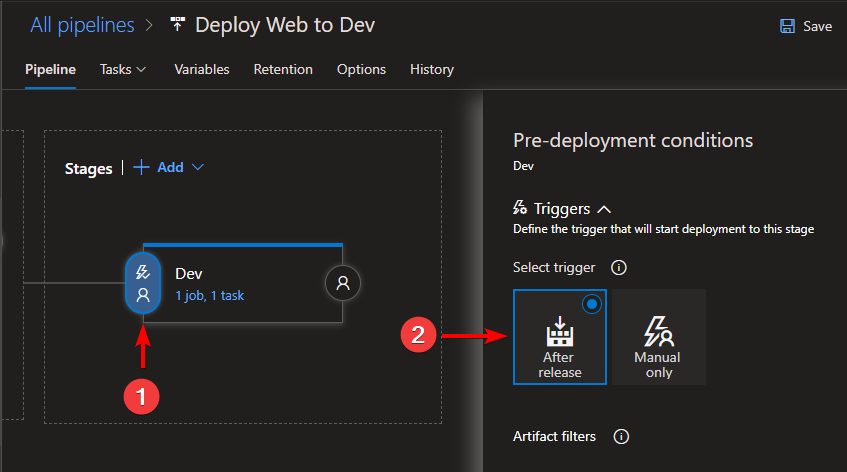 All pipelines > Deploy Web to Dev
Save
Pipeline Tasks Variables Retention Options History
Stages | + Add
Dev
1 job, 1 task
1
Pre-deployment conditions
Dev
Triggers
Define the trigger that will start deployment to this stage
Select trigger
2
After
release
Manual
only
Artifact filters